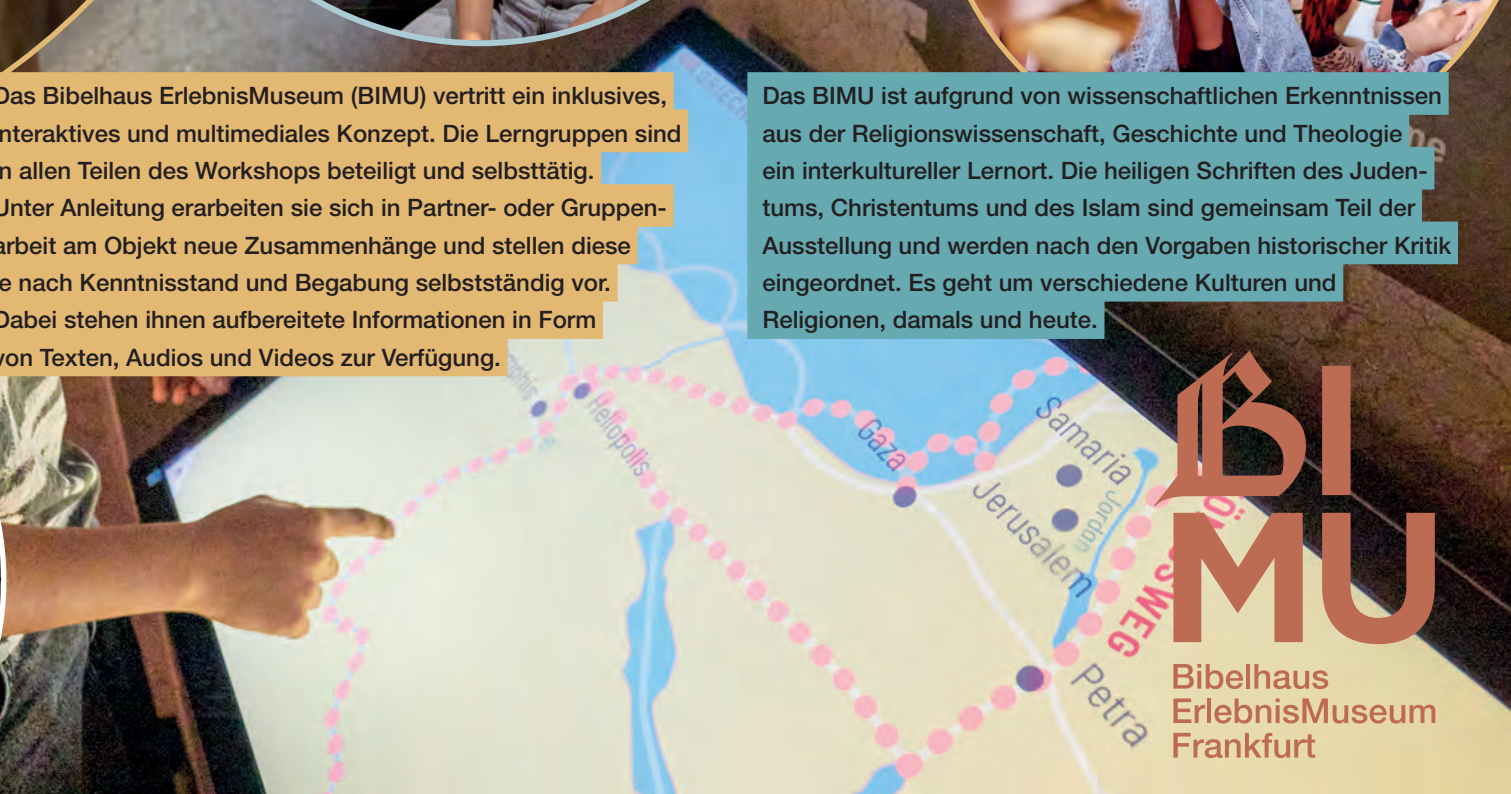 Das Bibelhaus ErlebnisMuseum (BIMU) vertritt ein inklusives,
interaktives und multimediales Konzept. Die Lerngruppen sind
in allen Teilen des Workshops beteiligt und selbsttätig.
Unter Anleitung erarbeiten sie sich in Partner- oder Gruppen-
arbeit am Objekt neue Zusammenhänge und stellen diese
je nach Kenntnisstand und Begabung selbstständig vor.
Dabei stehen ihnen aufbereitete Informationen in Form
von Texten, Audios und Videos zur Verfügung.
Das BIMU ist aufgrund von wissenschaftlichen Erkenntnissen
aus der Religionswissenschaft, Geschichte und Theologie
ein interkultureller Lernort. Die heiligen Schriften des Juden-
tums, Christentums und des Islam sind gemeinsam Teil der
Ausstellung und werden nach den Vorgaben historischer Kritik
eingeordnet. Es geht um verschiedene Kulturen und
Religionen, damals und heute.
Heliopolis
Gaza
Samaria
Jerusalem
Jordan
Petra
BI
MU
Bibelhaus
ErlebnisMuseum
Frankfurt